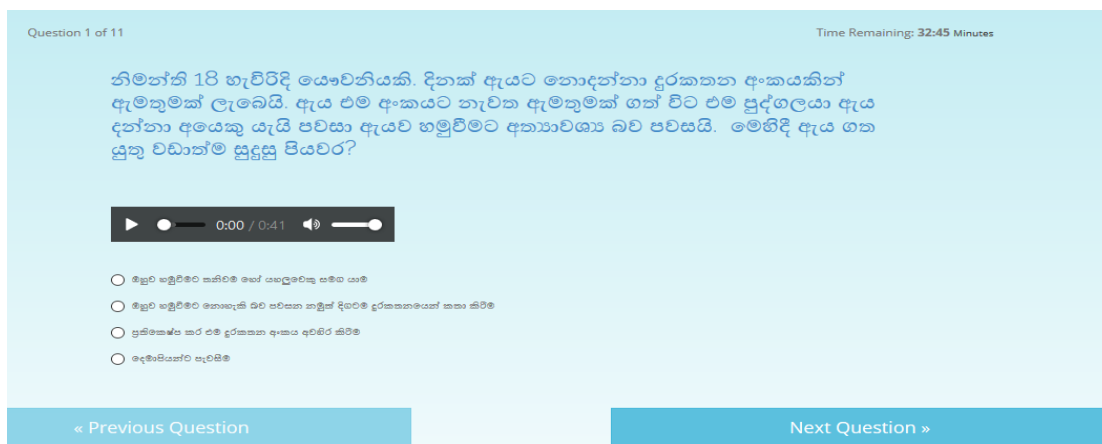 Question 1 of 11
Time Remaining: 32:45 Minutes
නිමන්ති 18 හැවිරිදි යෞවනියකි. දිනක් ඇයට නොදන්නා දුරකතන අංකයකින්
ඇමතුමක් ලැබෙයි. ඇය එම අංකයට නැවත ඇමතුමක් ගත් විට එම පුද්ගලයා ඇය
දන්නා අයෙකු යැයි පවසා ඇයව හමුවීමට අත්‍යාවශ්‍ය බව පවසයි. මෙහිදී ඇය ගත
යුතු වඩාත්ම සුදුසු පියවර?
0:00 / 0:41
ඔහුව හමුවීමට තනිවම හෝ යහලුවෙකු සමග යාම
ඔහුව හමුවීමට නොහැකි බව පවසන නමුත් දිගටම දුරකතනයෙන් කතා කිරීම
ප්‍රතික්ෂේප කර එම දුරකතන අංකය අවහිර කිරීම
දෙමාපියන්ට පැවසීම
« Previous Question
Next Question »